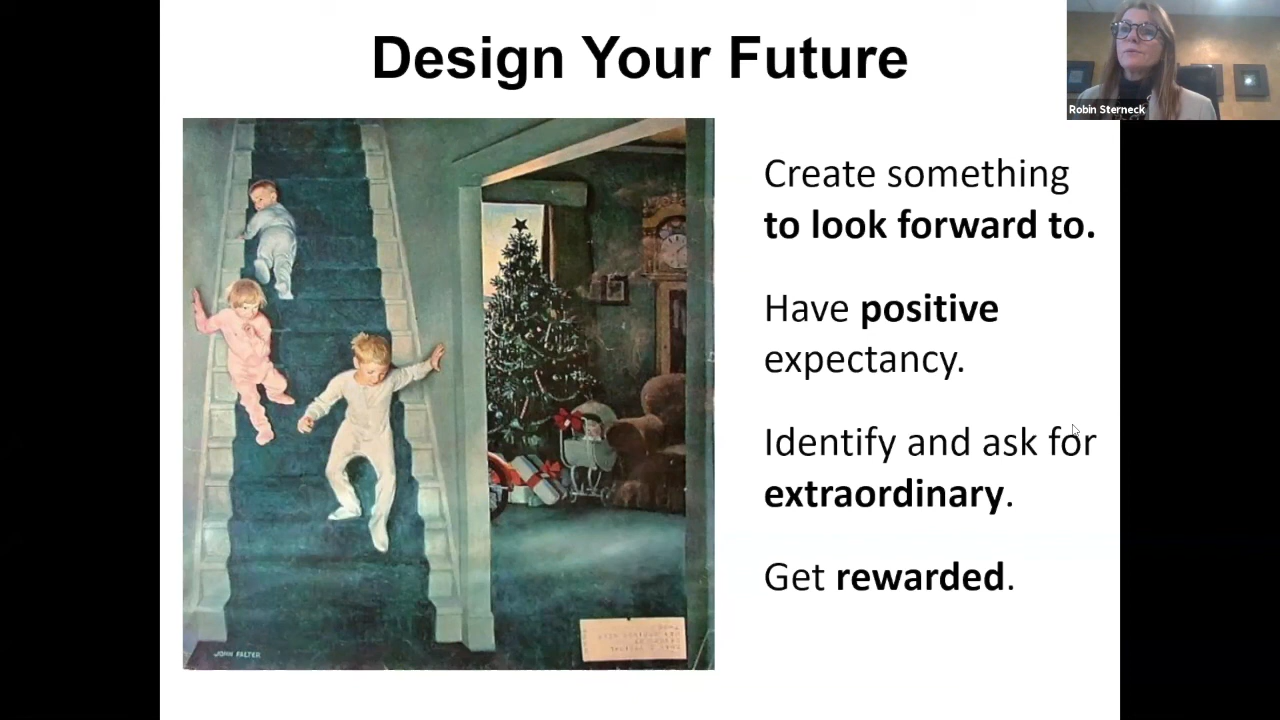 Design Your Future
Robin Sterneck
Create something
to look forward to.
Have positive
expectancy.
Identify and ask for
extraordinary.
Get rewarded.
JOHN FALTER